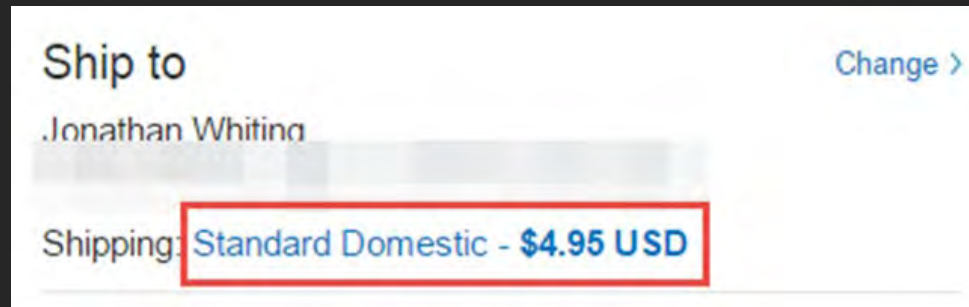 Ship to
Change >
Jonathan Whiting
Shipping: Standard Domestic - $4.95 USD